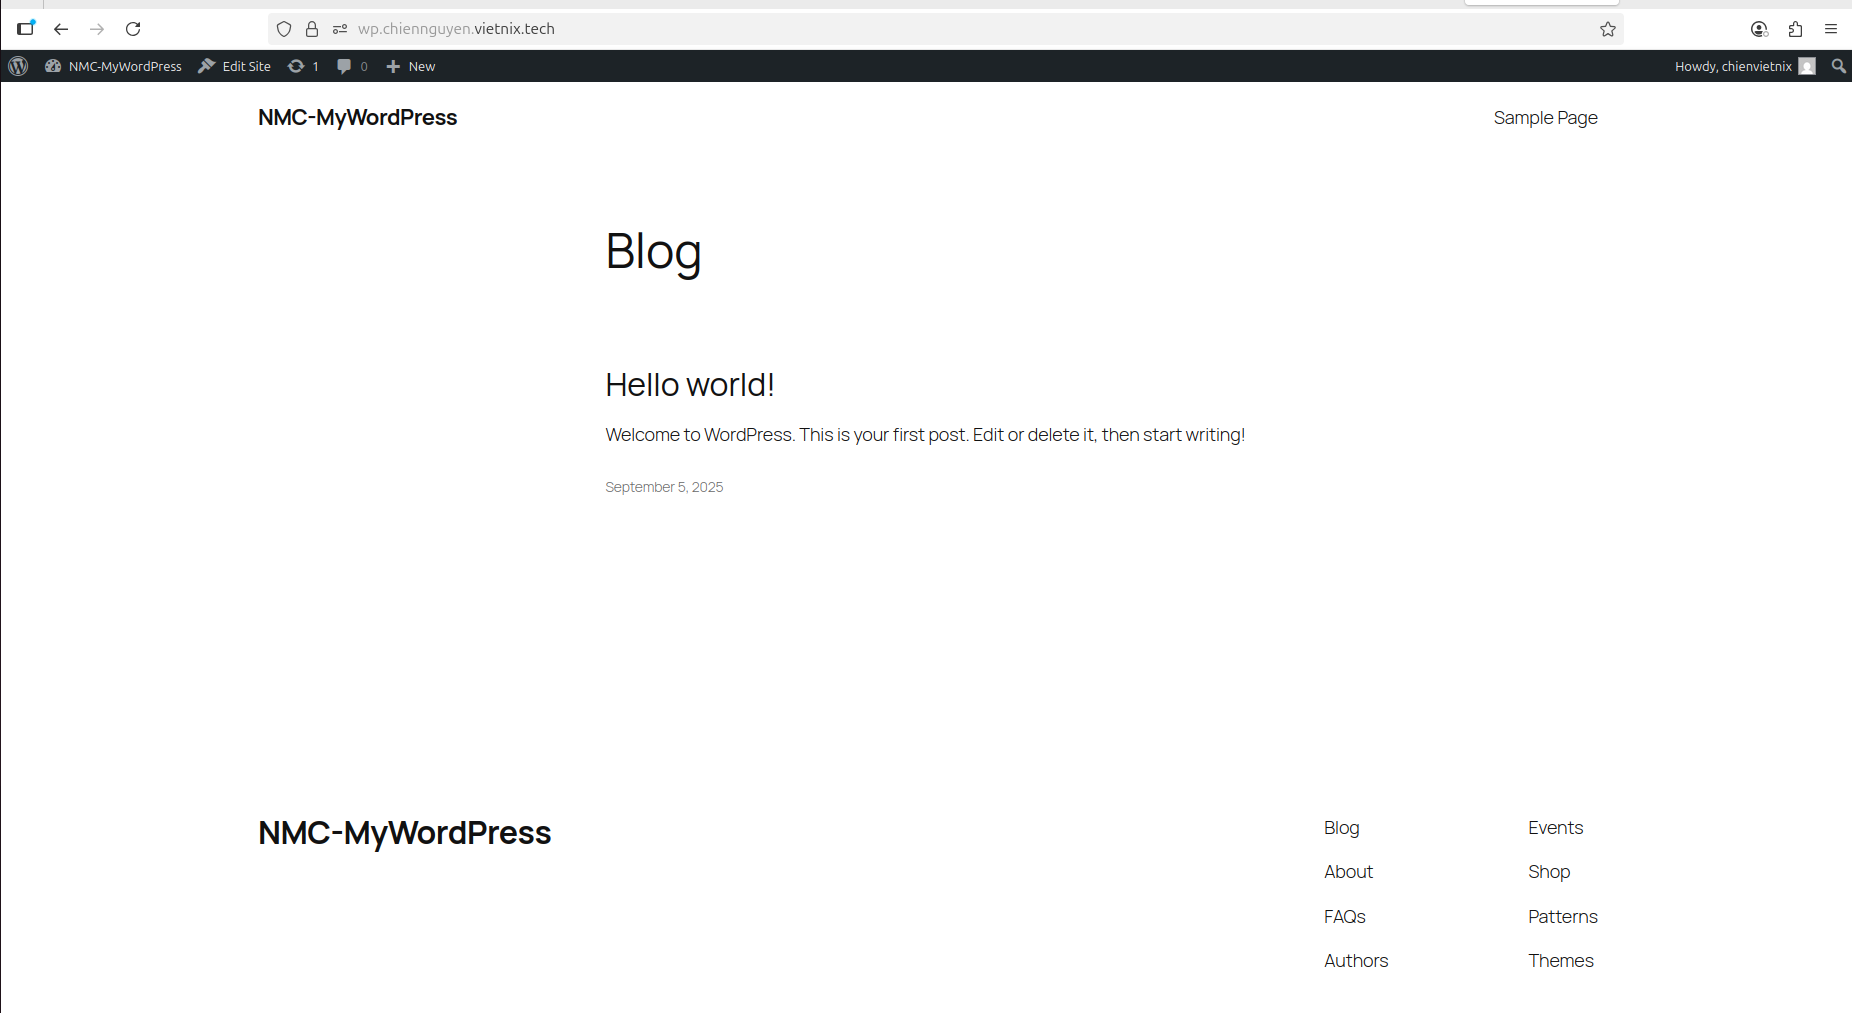 wp.chiennguyen.vietnix.tech
NMC-MyWordPress Edit Site 1 0 New Howdy, chienvietnix
NMC-MyWordPress Sample Page
Blog
Hello world!
Welcome to WordPress. This is your first post. Edit or delete it, then start writing!
September 5, 2025
NMC-MyWordPress
Blog Events
About Shop
FAQs Patterns
Authors Themes